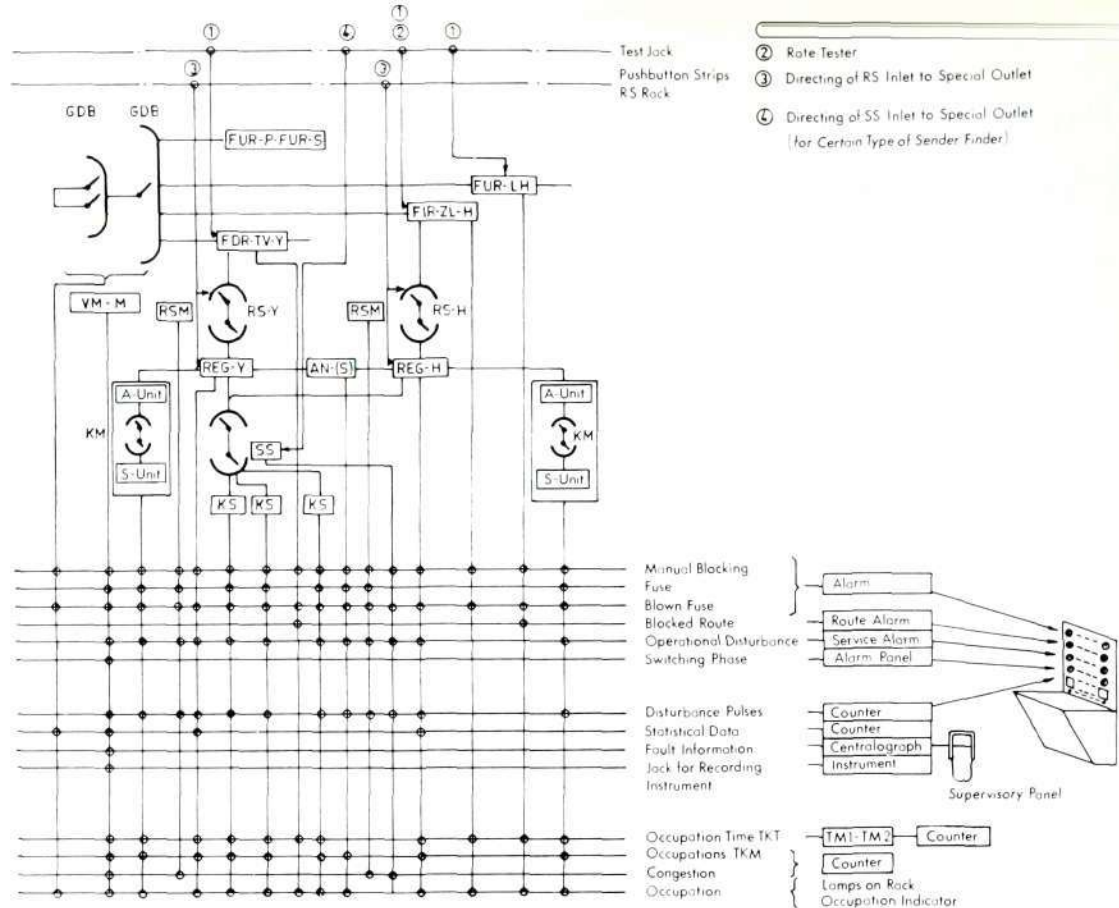 ① ④ ① ② ①
Test Jack
③ ③
Pushbutton Strips
RS Rack
② Rate Tester
③ Directing of RS Inlet to Special Outlet
④ Directing of SS Inlet to Special Outlet
(for Certain Type of Sender Finder)
GDB GDB
FUR-P-FUR-S
FUR-LH
FIR-ZL-H
FDR-TV-Y
VM-M
RSM
RS-Y
RSM
RS-H
REG-Y
AN-(S)
REG-H
A-Unit
KM
S-Unit
SS
A-Unit
KM
S-Unit
KS KS KS
Manual Blocking
Fuse
Blown Fuse
Alarm
Blocked Route
Route Alarm
Operational Disturbance
Service Alarm
Switching Phase
Alarm Panel
Disturbance Pulses
Counter
Statistical Data
Counter
Fault Information
Centralograph
Jack for Recording
Instrument
Instrument
Supervisory Panel
Occupation Time TKT
TM1-TM2
Counter
Occupations TKM
Congestion
Counter
Occupation
Lamps on Rack
Occupation Indicator